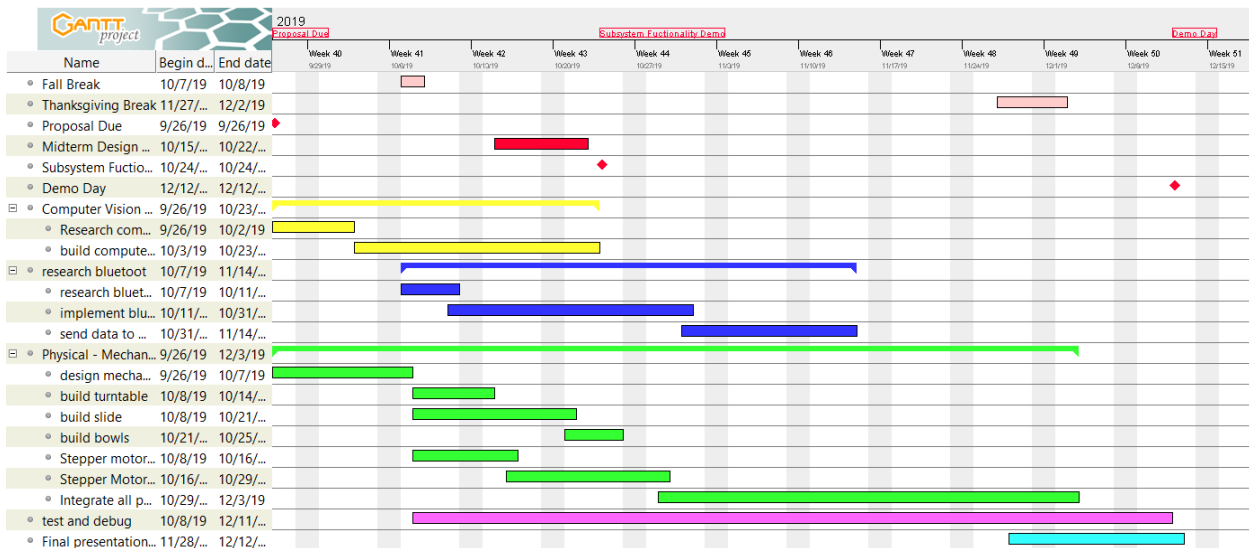 GANTT
project
2019
Proposal Due Subsystem Fuctionality Demo Demo Day
Week 40 Week 41 Week 42 Week 43 Week 44 Week 45 Week 46 Week 47 Week 48 Week 49 Week 50 Week 51
Name Begin d... End date 9/29/19 10/6/19 10/13/19 10/20/19 10/27/19 11/3/19 11/10/19 11/17/19 11/24/19 12/1/19 12/8/19 12/15/19
Fall Break 10/7/19 10/8/19
Thanksgiving Break 11/27/... 12/2/19
Proposal Due 9/26/19 9/26/19
Midterm Design ... 10/15/... 10/22/...
Subsystem Fuctio... 10/24/... 10/24/...
Demo Day 12/12/... 12/12/...
Computer Vision ... 9/26/19 10/23/...
Research com... 9/26/19 10/2/19
build compute... 10/3/19 10/23/...
research bluetoot 10/7/19 11/14/...
research bluet... 10/7/19 10/11/...
implement blu... 10/11/... 10/31/...
send data to ... 10/31/... 11/14/...
Physical - Mechan... 9/26/19 12/3/19
design mecha... 9/26/19 10/7/19
build turntable 10/8/19 10/14/...
build slide 10/8/19 10/21/...
build bowls 10/21/... 10/25/...
Stepper motor... 10/8/19 10/16/...
Stepper Motor... 10/16/... 10/29/...
Integrate all p... 10/29/... 12/3/19
test and debug 10/8/19 12/11/...
Final presentation... 11/28/... 12/12/...